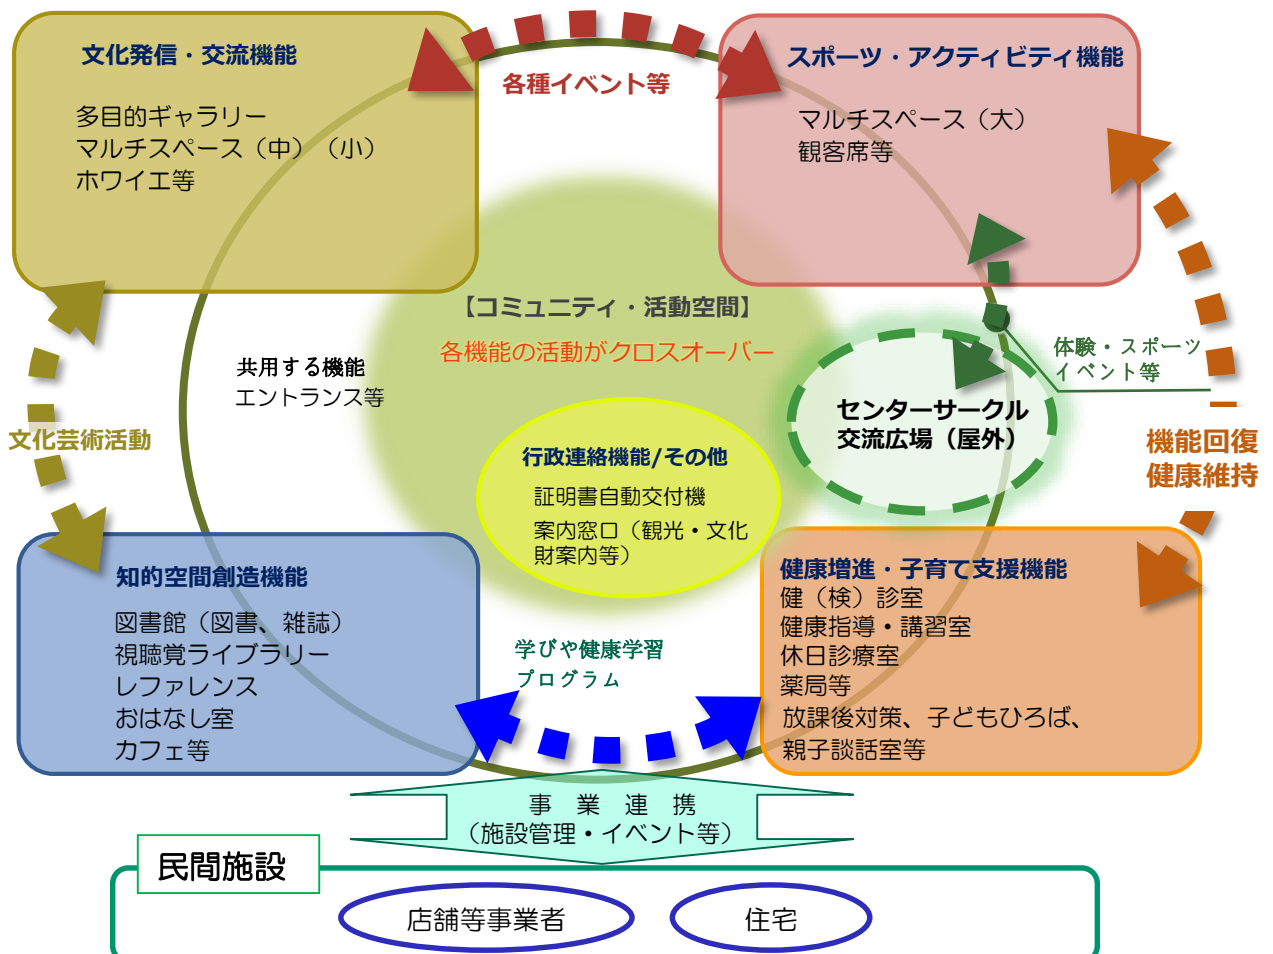 文化発信・交流機能
多目的ギャラリー
マルチスペース（中）（小）
ホワイエ等
各種イベント等
スポーツ・アクティビティ機能
マルチスペース（大）
観客席等
【コミュニティ・活動空間】
各機能の活動がクロスオーバー
共用する機能
エントランス等
体験・スポーツ
イベント等
センターサークル
交流広場（屋外）
文化芸術活動
機能回復
健康維持
行政連絡機能/その他
証明書自動交付機
案内窓口（観光・文化
財案内等）
知的空間創造機能
図書館（図書、雑誌）
視聴覚ライブラリー
レファレンス
おはなし室
カフェ等
学びや健康学習
プログラム
健康増進・子育て支援機能
健（検）診室
健康指導・講習室
休日診療室
薬局等
放課後対策、子どもひろば、
親子談話室等
事　業　連　携
（施設管理・イベント等）
民間施設
店舗等事業者
住宅